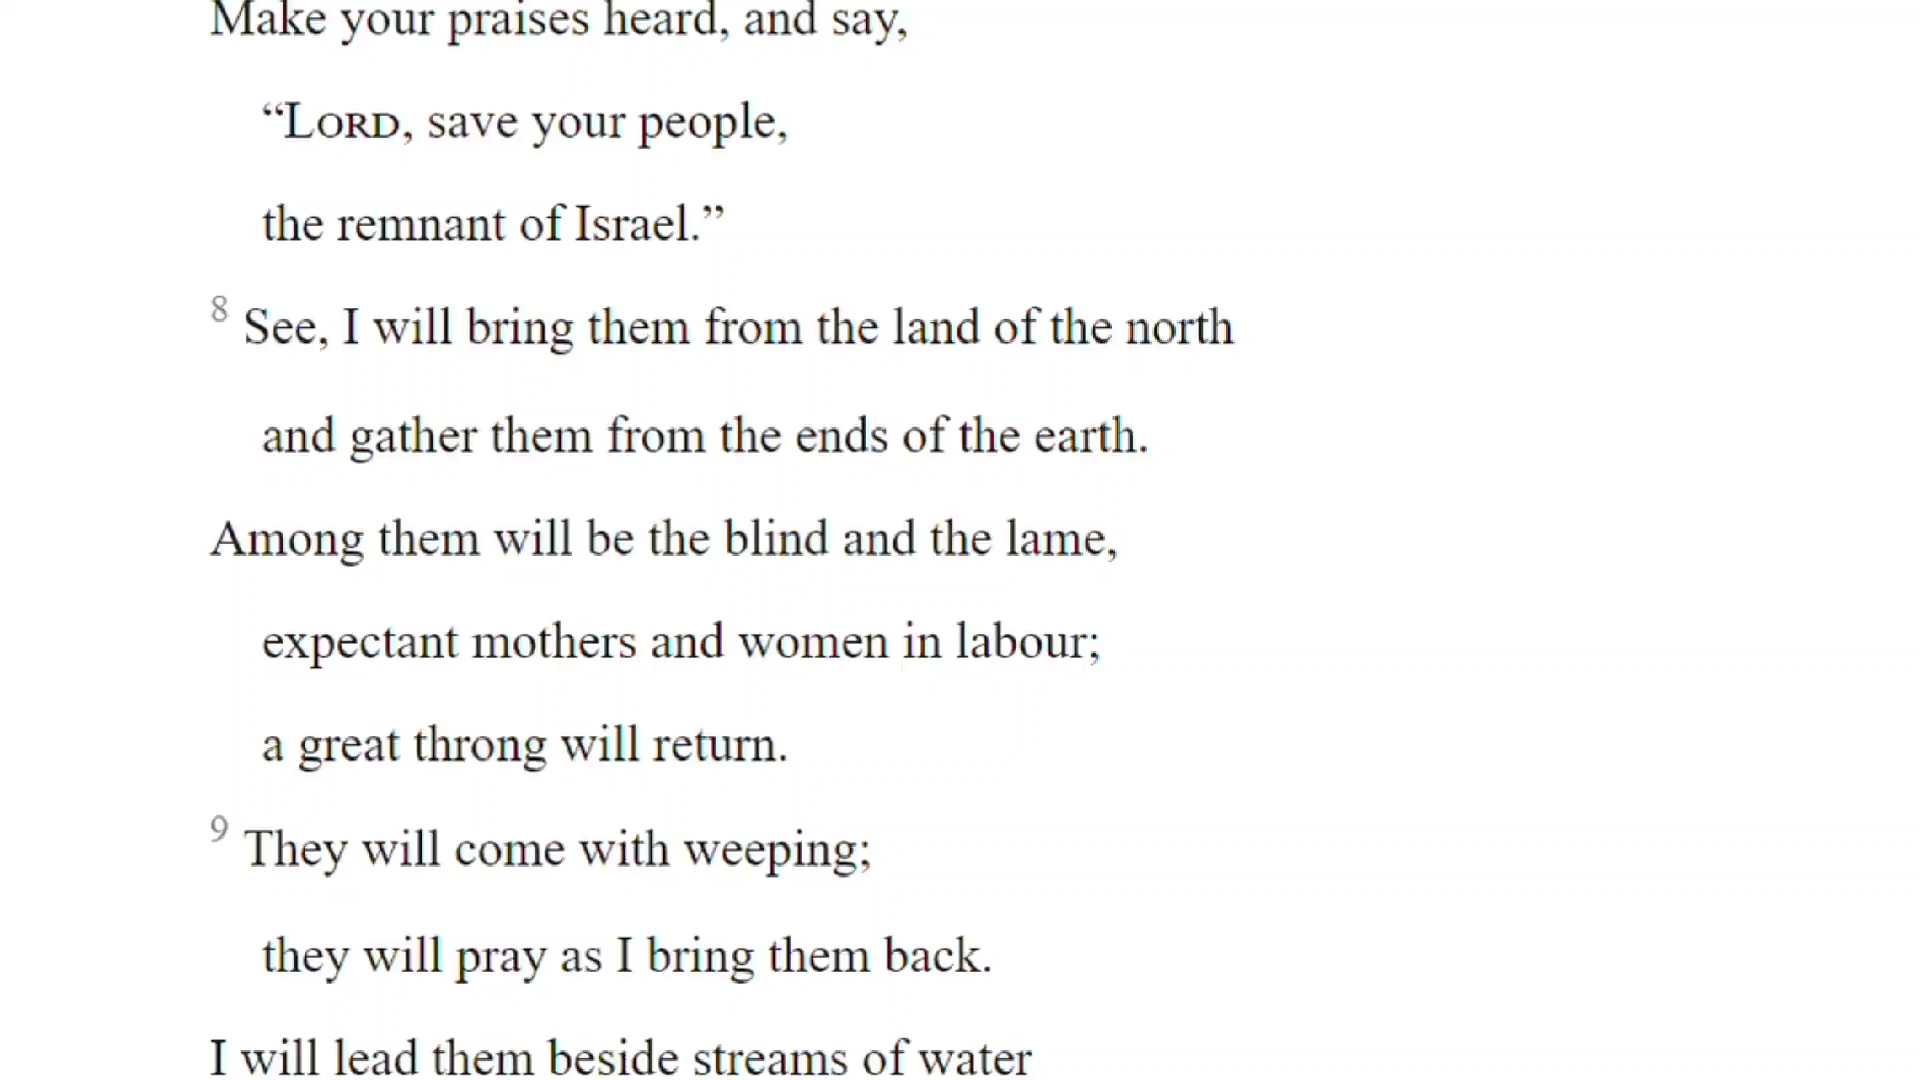 Make your praises heard, and say,
“LORD, save your people,
the remnant of Israel.”
8 See, I will bring them from the land of the north
and gather them from the ends of the earth.
Among them will be the blind and the lame,
expectant mothers and women in labour;
a great throng will return.
9 They will come with weeping;
they will pray as I bring them back.
I will lead them beside streams of water